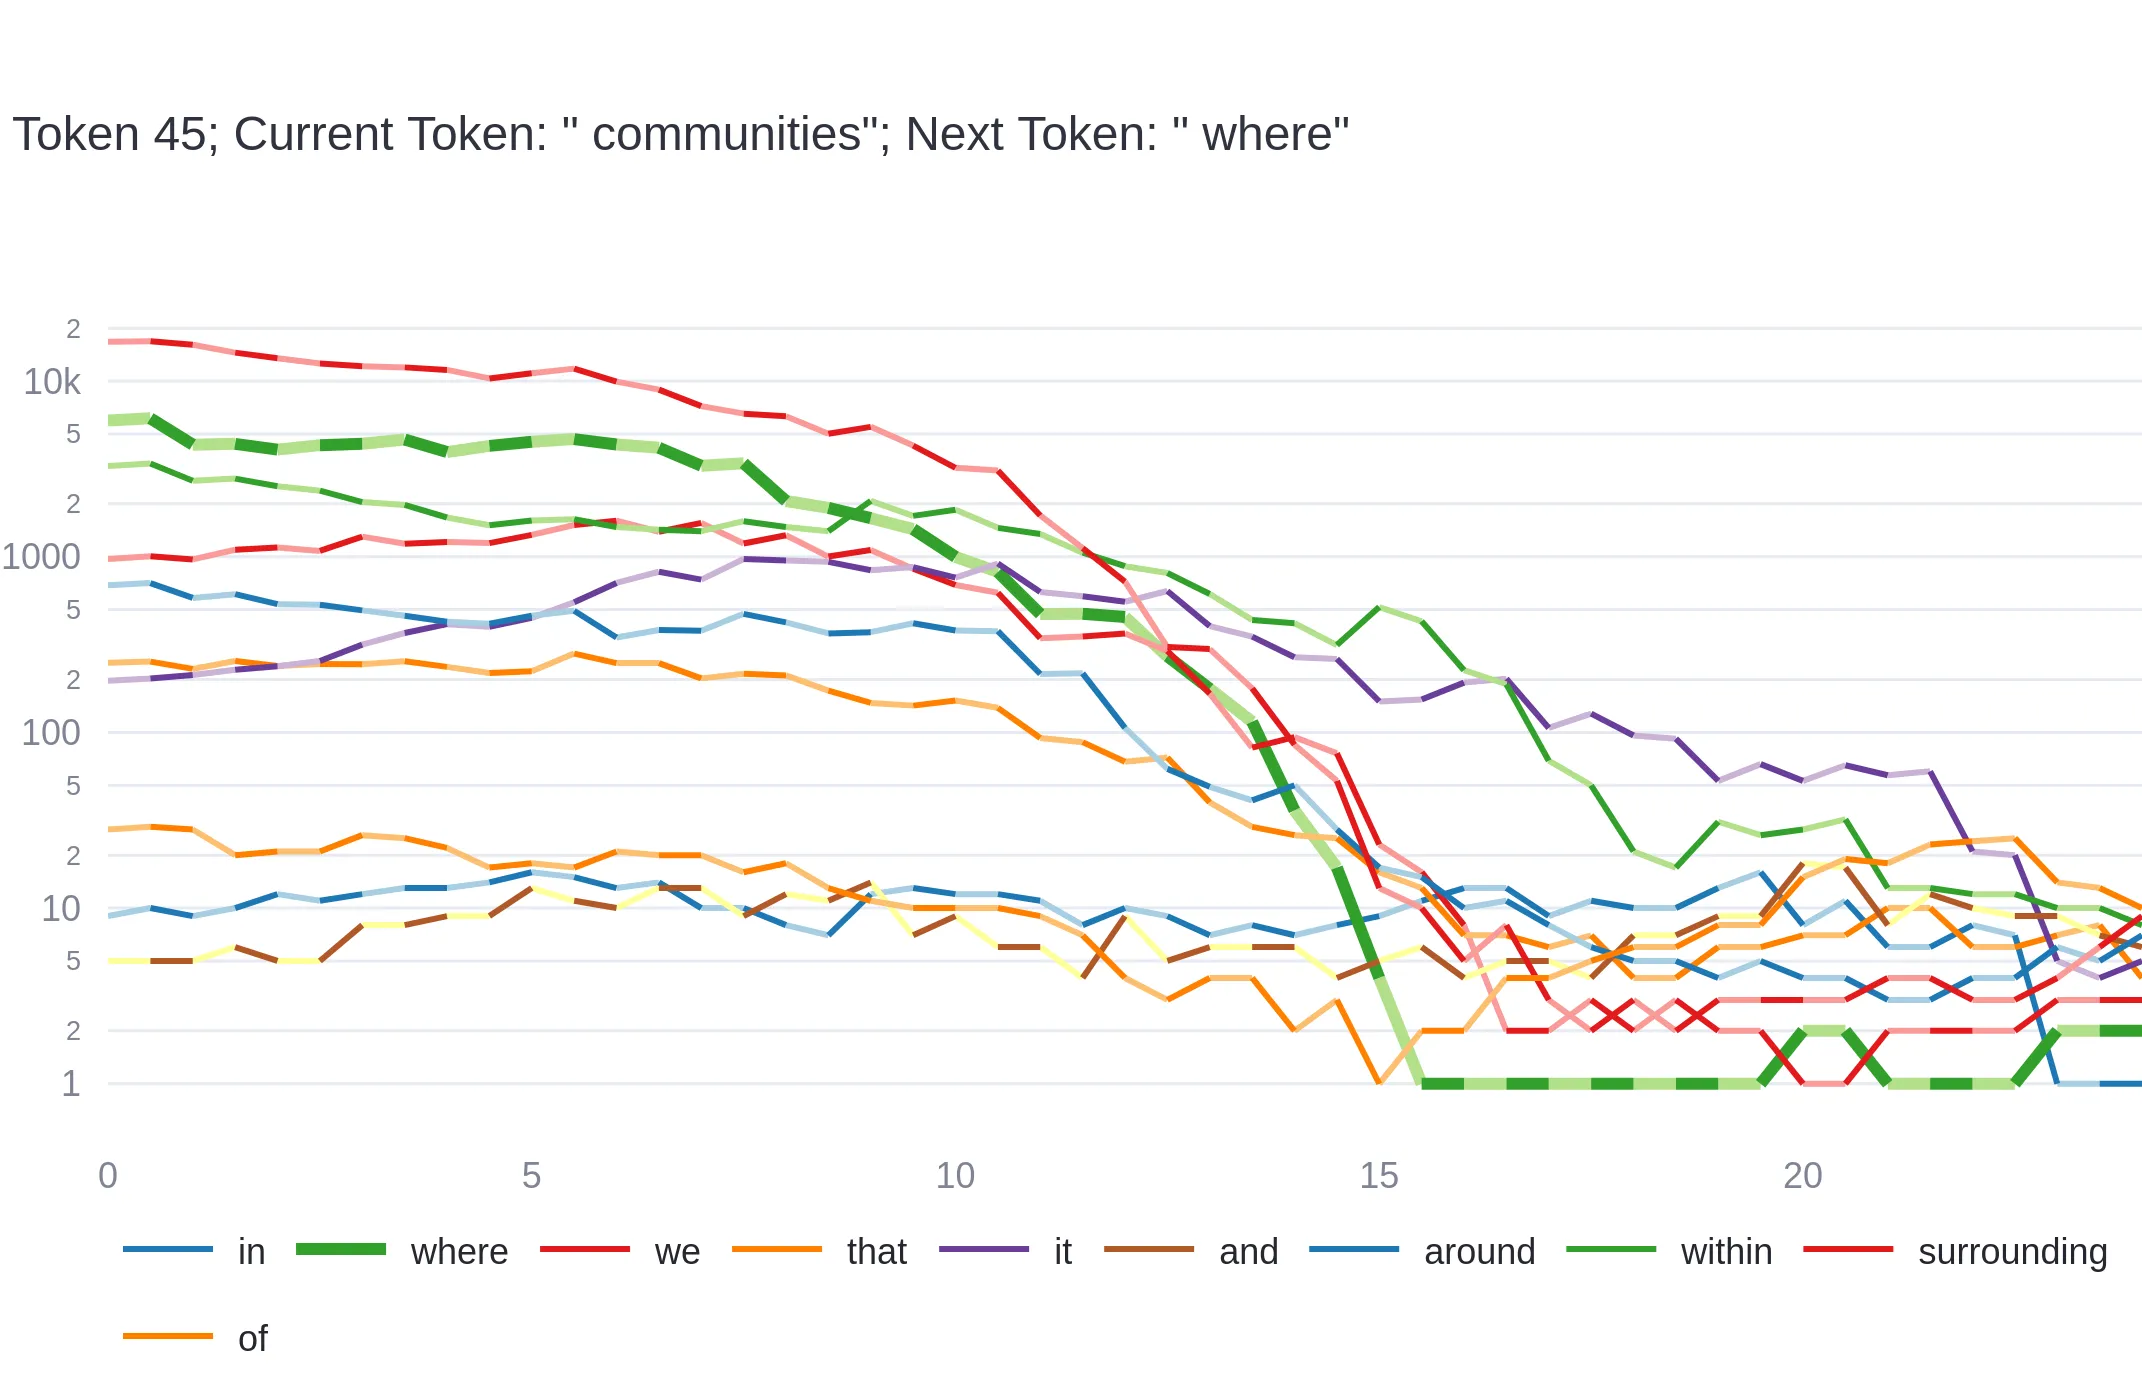 Token 45; Current Token: " communities"; Next Token: " where"
2
10k
5
2
1000
5
2
100
5
2
10
5
2
1
0 5 10 15 20
in where we that it and around within surrounding
of